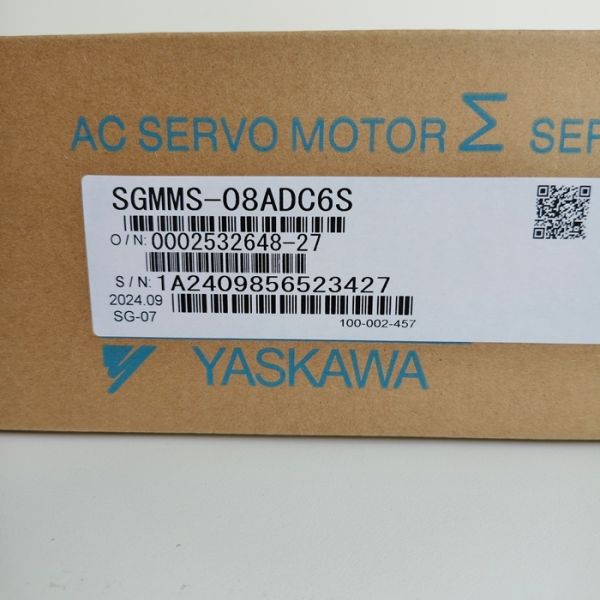 AC SERVO MOTOR Σ SER
SGMMS-08ADC6S
O/N: 0002532648-27
S/N: 1A2409856523427
2024.09
SG-07
100-002-457
YASKAWA